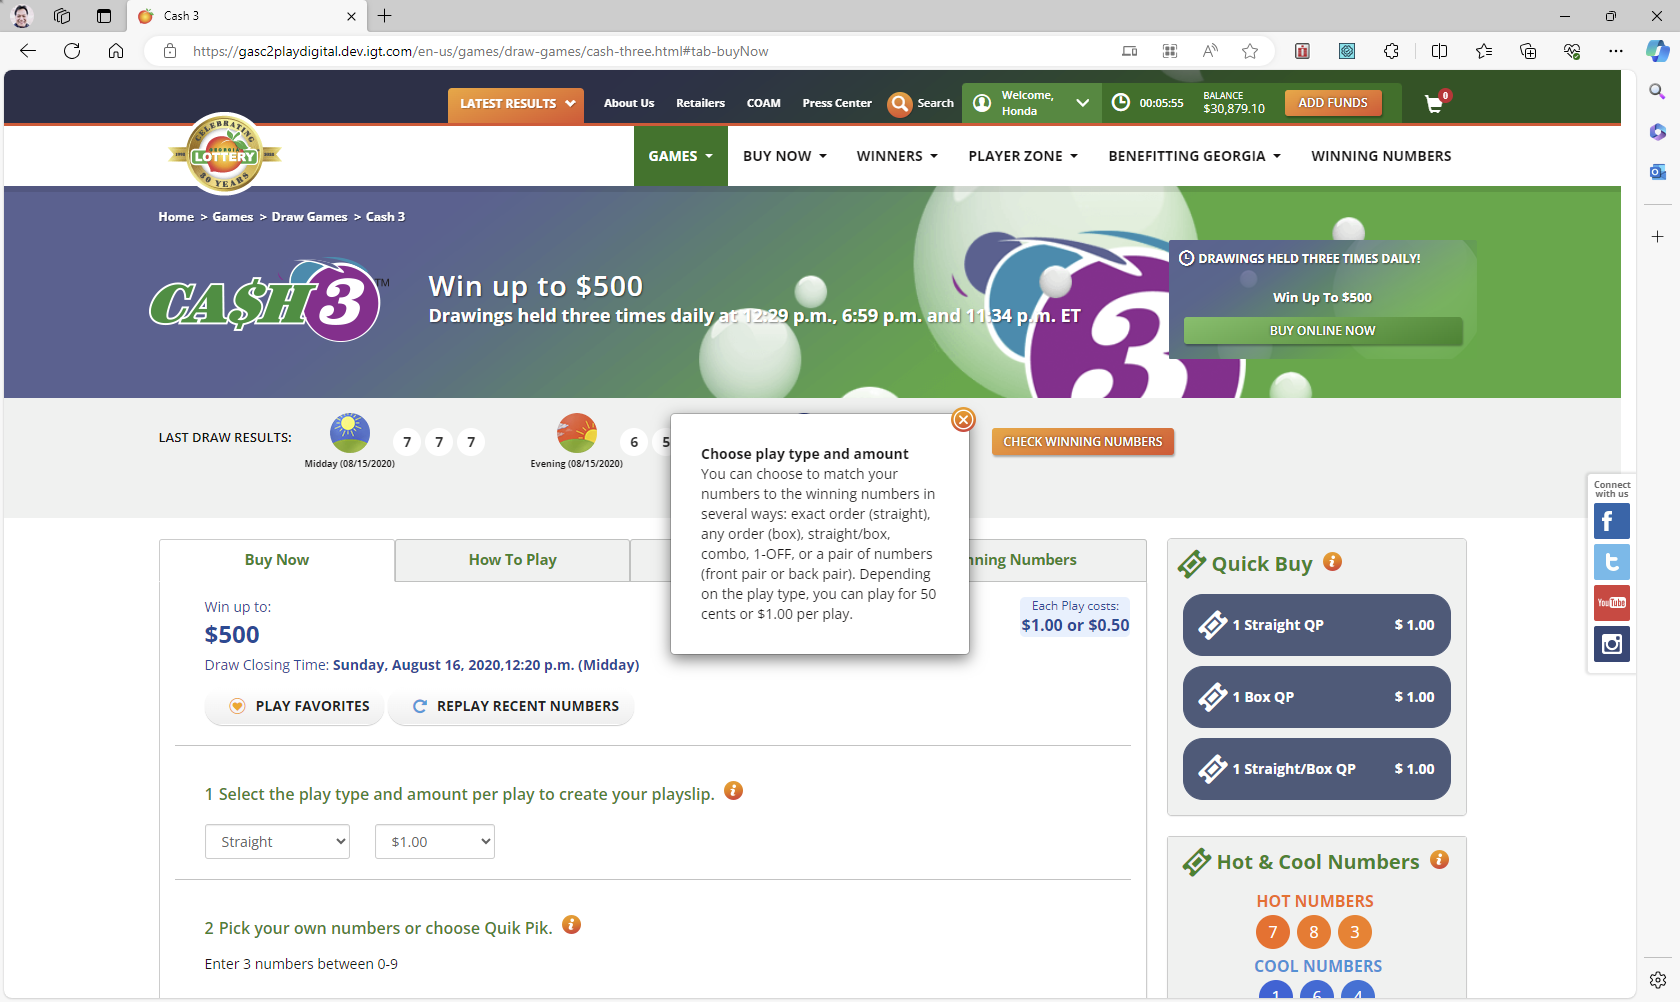 Cash 3
https://gasc2playdigital.dev.igt.com/en-us/games/draw-games/cash-three.html#tab-buyNow
LATEST RESULTS
About Us
Retailers
COAM
Press Center
Search
Welcome,
Honda
00:05:55
BALANCE
$30,879.10
ADD FUNDS
0
CELEBRATING
GEORGIA
LOTTERY
30 YEARS
GAMES
BUY NOW
WINNERS
PLAYER ZONE
BENEFITTING GEORGIA
WINNING NUMBERS
Home > Games > Draw Games > Cash 3
CA$H 3 TM
Win up to $500
Drawings held three times daily at 12:29 p.m., 6:59 p.m. and 11:34 p.m. ET
3
DRAWINGS HELD THREE TIMES DAILY!
Win Up To $500
BUY ONLINE NOW
LAST DRAW RESULTS:
Midday (08/15/2020)
7 7 7
Evening (08/15/2020)
6 5
CHECK WINNING NUMBERS
Choose play type and amount
You can choose to match your
numbers to the winning numbers in
several ways: exact order (straight),
any order (box), straight/box,
combo, 1-OFF, or a pair of numbers
(front pair or back pair). Depending
on the play type, you can play for 50
cents or $1.00 per play.
Connect
with us
YouTube
Buy Now
How To Play
nning Numbers
Win up to:
$500
Each Play costs:
$1.00 or $0.50
Draw Closing Time: Sunday, August 16, 2020,12:20 p.m. (Midday)
PLAY FAVORITES
REPLAY RECENT NUMBERS
1 Select the play type and amount per play to create your playslip.
Straight
$1.00
2 Pick your own numbers or choose Quik Pik.
Enter 3 numbers between 0-9
Quick Buy
1 Straight QP $ 1.00
1 Box QP $ 1.00
1 Straight/Box QP $ 1.00
Hot & Cool Numbers
HOT NUMBERS
7 8 3
COOL NUMBERS
1 6 4